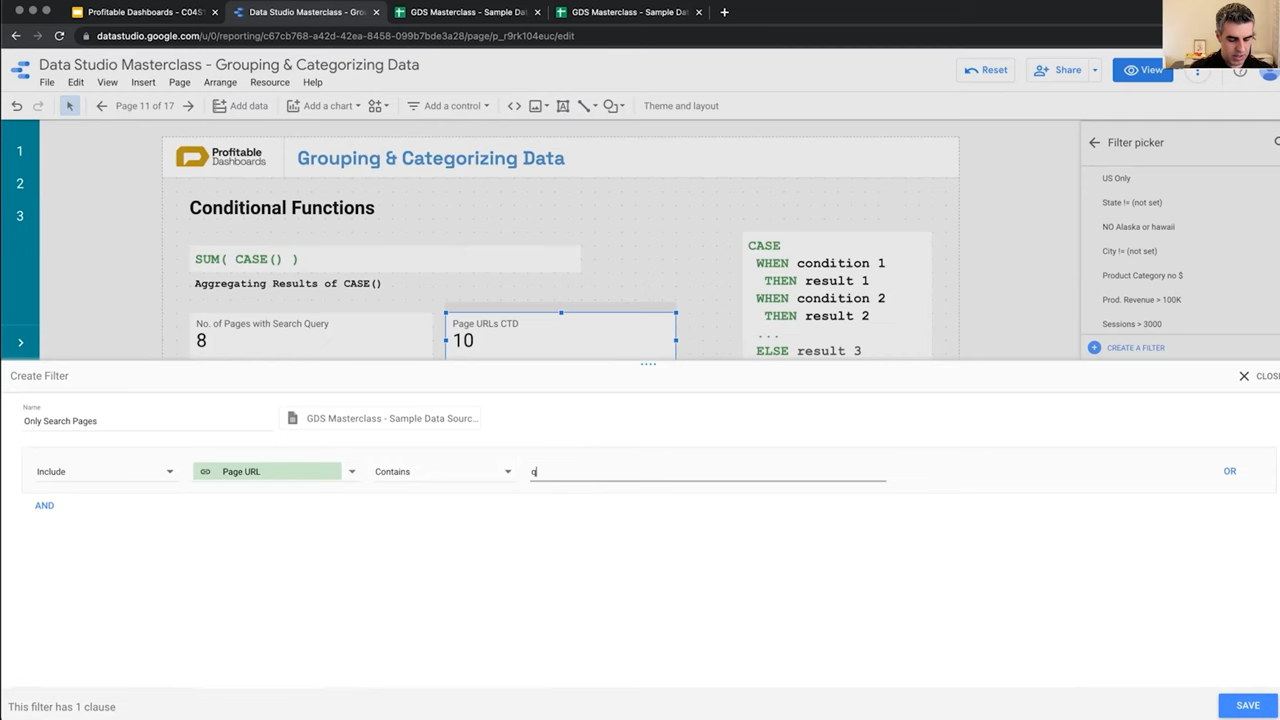 Profitable Dashboards - C04S
Data Studio Masterclass - Gro
GDS Masterclass - Sample Dat
GDS Masterclass - Sample Dat
datastudio.google.com/u/0/reporting/c67cb768-a42d-42ea-8458-099b7bde3a28/page/p_r9rk104euc/edit
Data Studio Masterclass - Grouping & Categorizing Data
Reset
Share
View
File Edit View Insert Page Arrange Resource Help
Page 11 of 17
Add data
Add a chart
Add a control
Theme and layout
1
2
3
Profitable
Dashboards
Grouping & Categorizing Data
Conditional Functions
SUM( CASE() )
Aggregating Results of CASE()
No. of Pages with Search Query
8
Page URLs CTD
10
CASE
WHEN condition 1
THEN result 1
WHEN condition 2
THEN result 2
...
ELSE result 3
Filter picker
US Only
State != (not set)
NO Alaska or hawaii
City != (not set)
Product Category no $
Prod. Revenue > 100K
Sessions > 3000
CREATE A FILTER
Create Filter
CLOSE
Name
Only Search Pages
GDS Masterclass - Sample Data Sourc...
Include
Page URL
Contains
q
OR
AND
This filter has 1 clause
SAVE